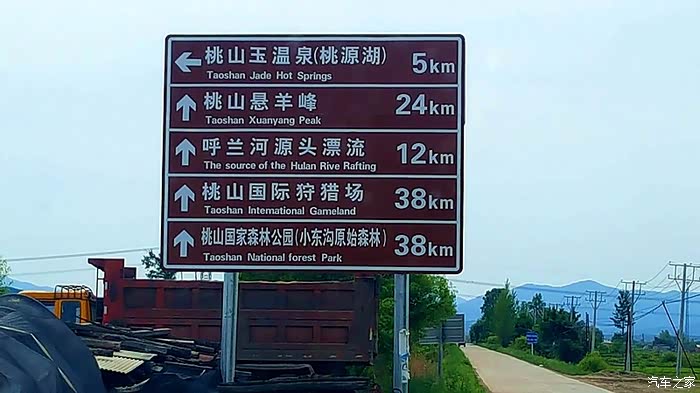 桃山玉温泉(桃源湖) 5km
Taoshan Jade Hot Springs
桃山悬羊峰 24km
Taoshan Xuanyang Peak
呼兰河源头漂流 12km
The source of the Hulan Rive Rafting
桃山国际狩猎场 38km
Taoshan International Gameland
桃山国家森林公园(小东沟原始森林) 38km
Taoshan National forest Park
汽车之家